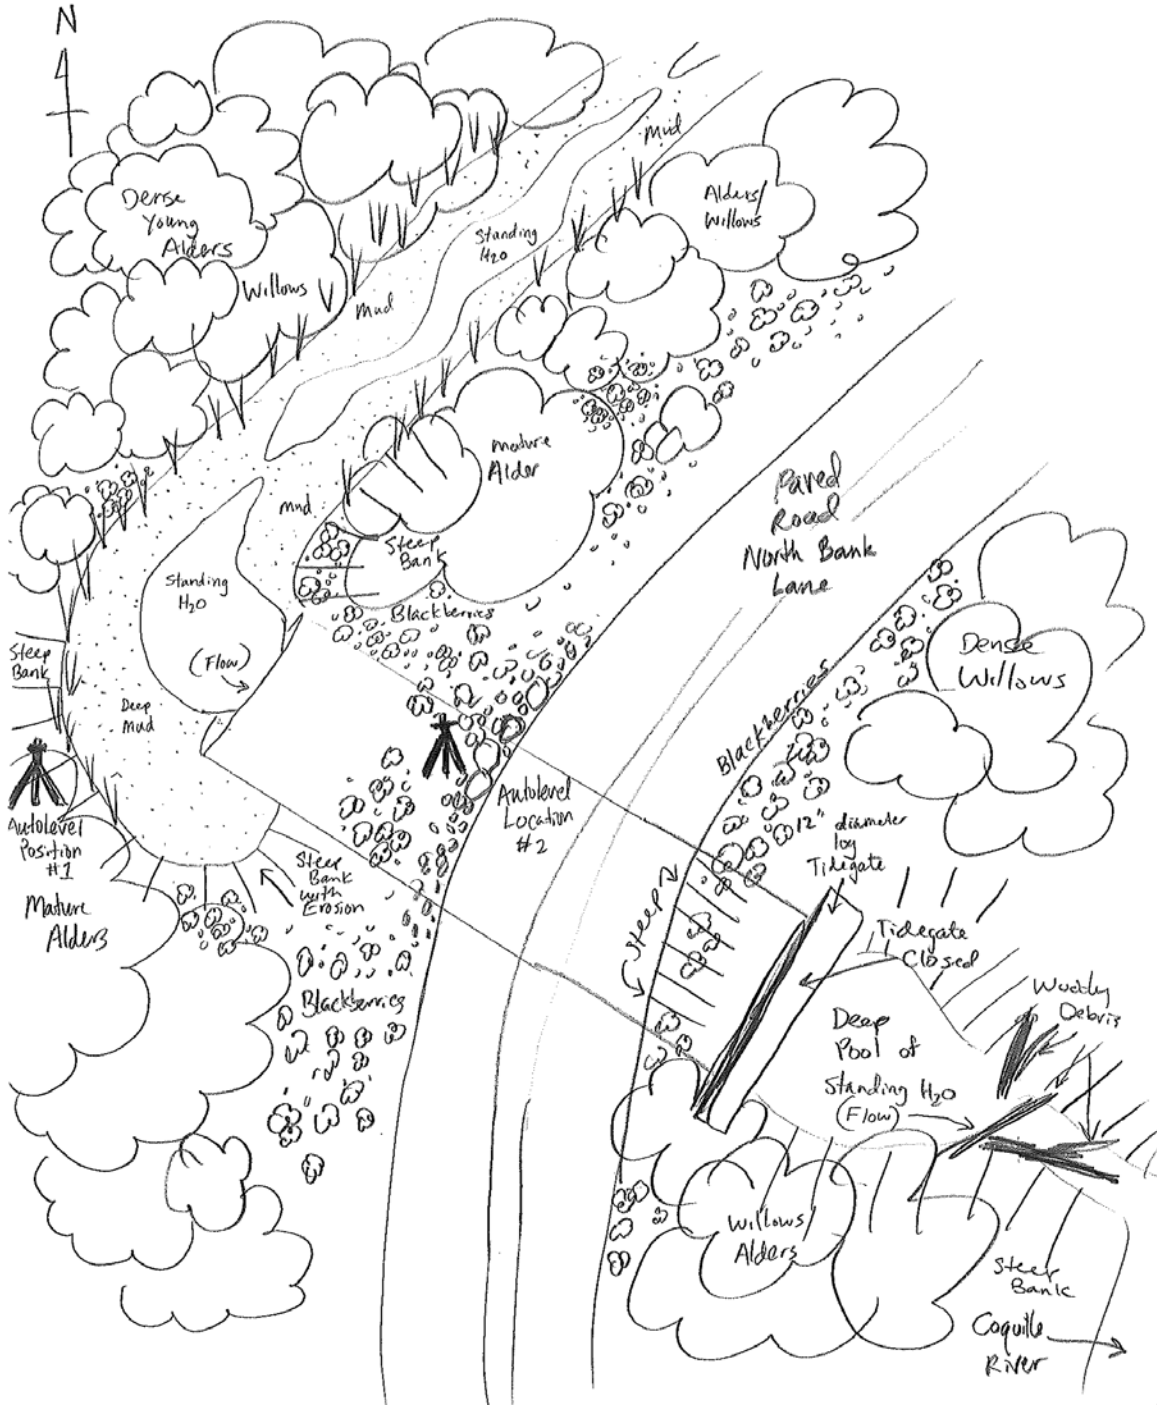 N
Mud
Dense
Young
Alders
Alders/
Willows
Standing
H2O
Willows
Mud
Mature
Alder
Mud
Paved
Road
North Bank
Lane
Steep
Bank
Standing
H2O
Blackberries
(Flow)
Steep
Bank
Dense
Willows
Deep
Mud
Blackberries
Autolevel
Position
#1
Autolevel
Location
#2
12" diameter
log
Tidegate
Steep
Bank
with
Erosion
Mature
Alders
Steep
Tidegate
Closed
Blackberries
Woody
Debris
Deep
Pool of
Standing H2O
(Flow)
Willows/
Alders
Steep
Bank
Coquille
River